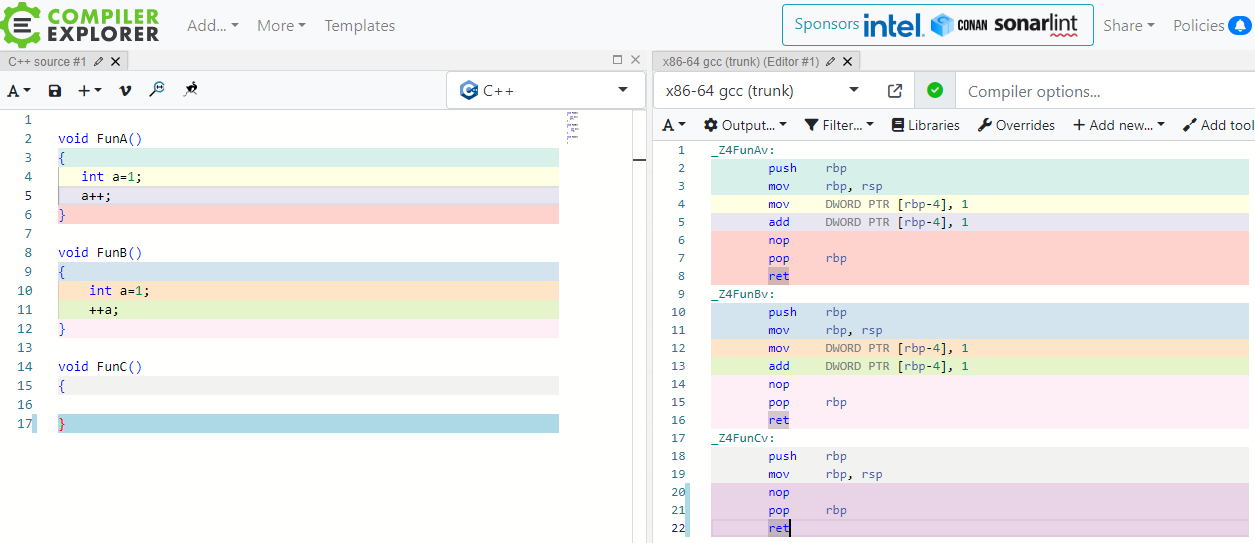 COMPILER
EXPLORER
Add...
More
Templates
Sponsors intel. CONAN sonarlint
Share
Policies
C++ source #1
A
C++
1
2 void FunA()
3 {
4 int a=1;
5 a++;
6 }
7
8 void FunB()
9 {
10 int a=1;
11 ++a;
12 }
13
14 void FunC()
15 {
16
17 }
x86-64 gcc (trunk) (Editor #1)
x86-64 gcc (trunk)
Compiler options...
A Output... Filter... Libraries Overrides + Add new... Add tool
1 _Z4FunAv:
2 push rbp
3 mov rbp, rsp
4 mov DWORD PTR [rbp-4], 1
5 add DWORD PTR [rbp-4], 1
6 nop
7 pop rbp
8 ret
9 _Z4FunBv:
10 push rbp
11 mov rbp, rsp
12 mov DWORD PTR [rbp-4], 1
13 add DWORD PTR [rbp-4], 1
14 nop
15 pop rbp
16 ret
17 _Z4FunCv:
18 push rbp
19 mov rbp, rsp
20 nop
21 pop rbp
22 ret